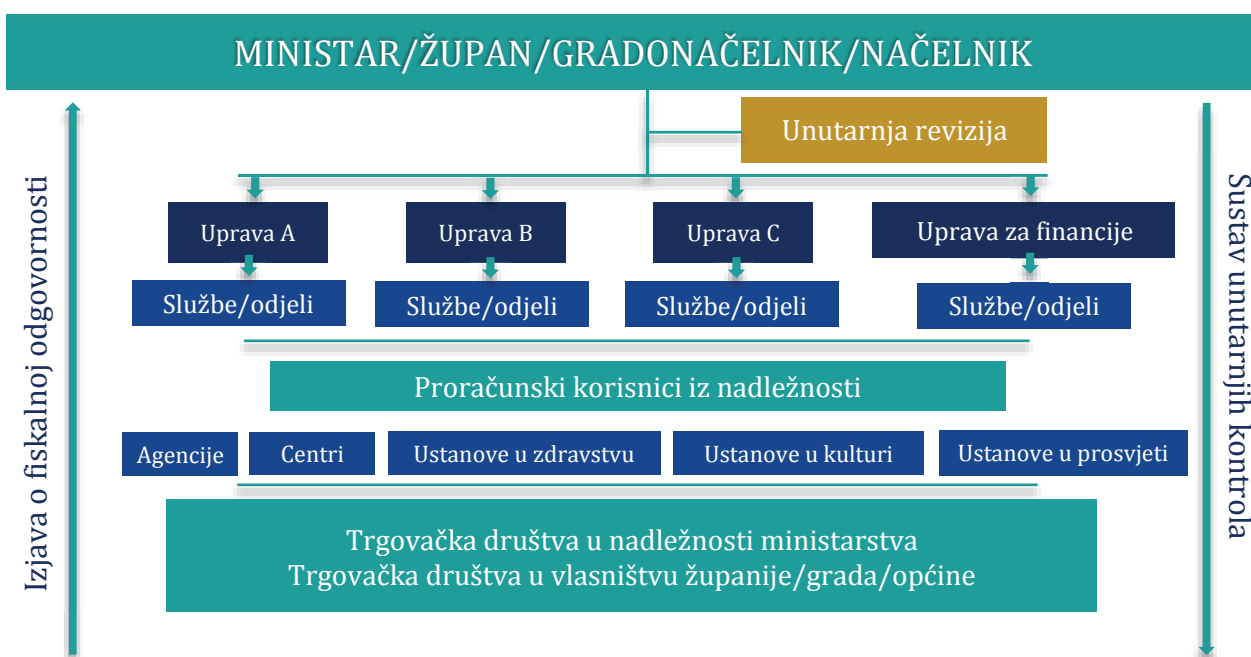 MINISTAR/ŽUPAN/GRADONAČELNIK/NAČELNIK
Unutarnja revizija
Izjava o fiskalnoj odgovornosti
Sustav unutarnjih kontrola
Uprava A
Uprava B
Uprava C
Uprava za financije
Službe/odjeli
Službe/odjeli
Službe/odjeli
Službe/odjeli
Proračunski korisnici iz nadležnosti
Agencije
Centri
Ustanove u zdravstvu
Ustanove u kulturi
Ustanove u prosvjeti
Trgovačka društva u nadležnosti ministarstva
Trgovačka društva u vlasništvu županije/grada/općine